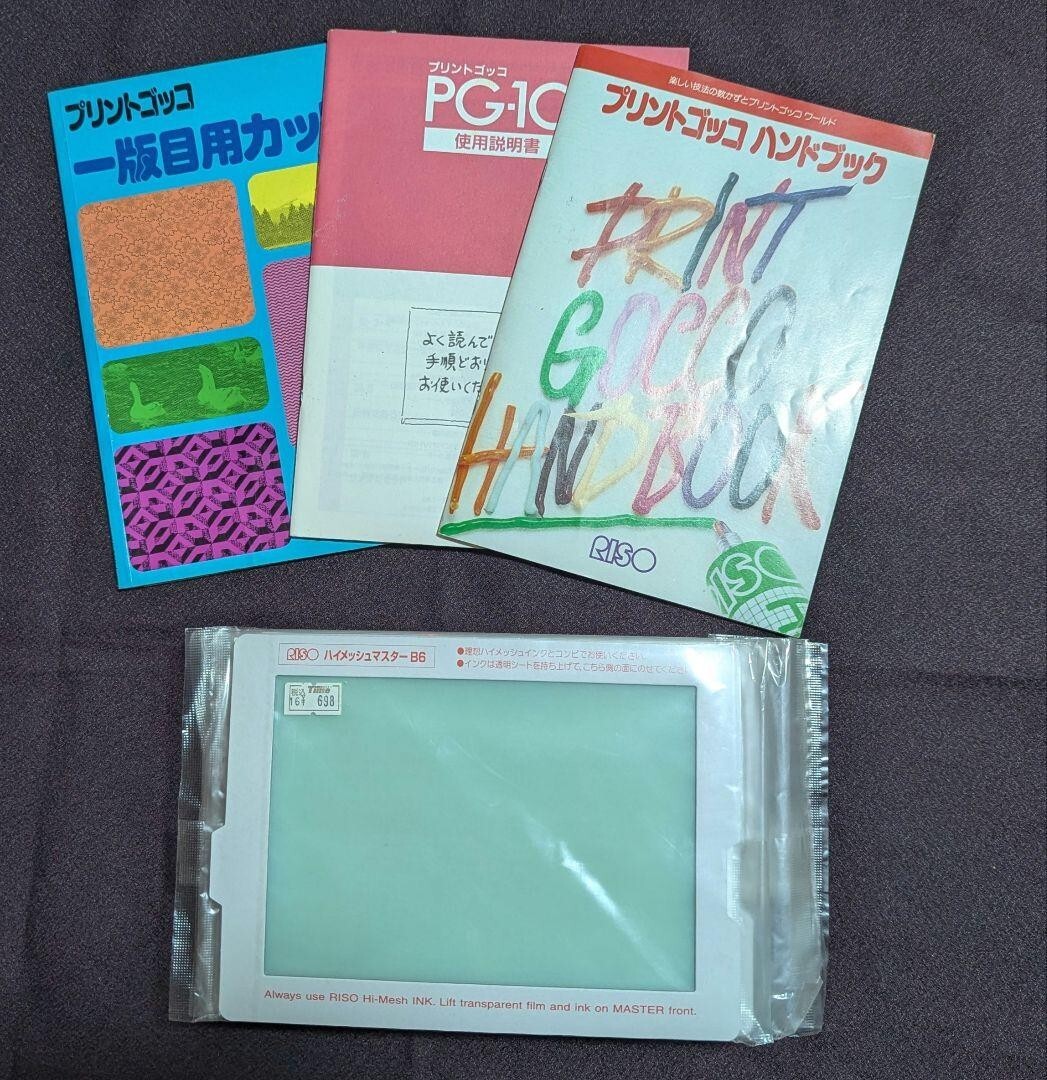 プリントゴッコ
一版目用カッ
プリントゴッコ
PG-10
使用説明書
よく読んで
手順どおり
お使いくだ
楽しい技法の数かずとプリントゴッコ ワールド
プリントゴッコ ハンドブック
PRINT
GOCCO
HANDBOOK
RISO
RISO
RISO ハイメッシュマスター B6
●理想ハイメッシュインクとコンビでお使いください。
●インクは透明シートを持ち上げて、こちら側の面にのせてください
税込 Time
16㌣ 698
Always use RISO Hi-Mesh INK. Lift transparent film and ink on MASTER front.